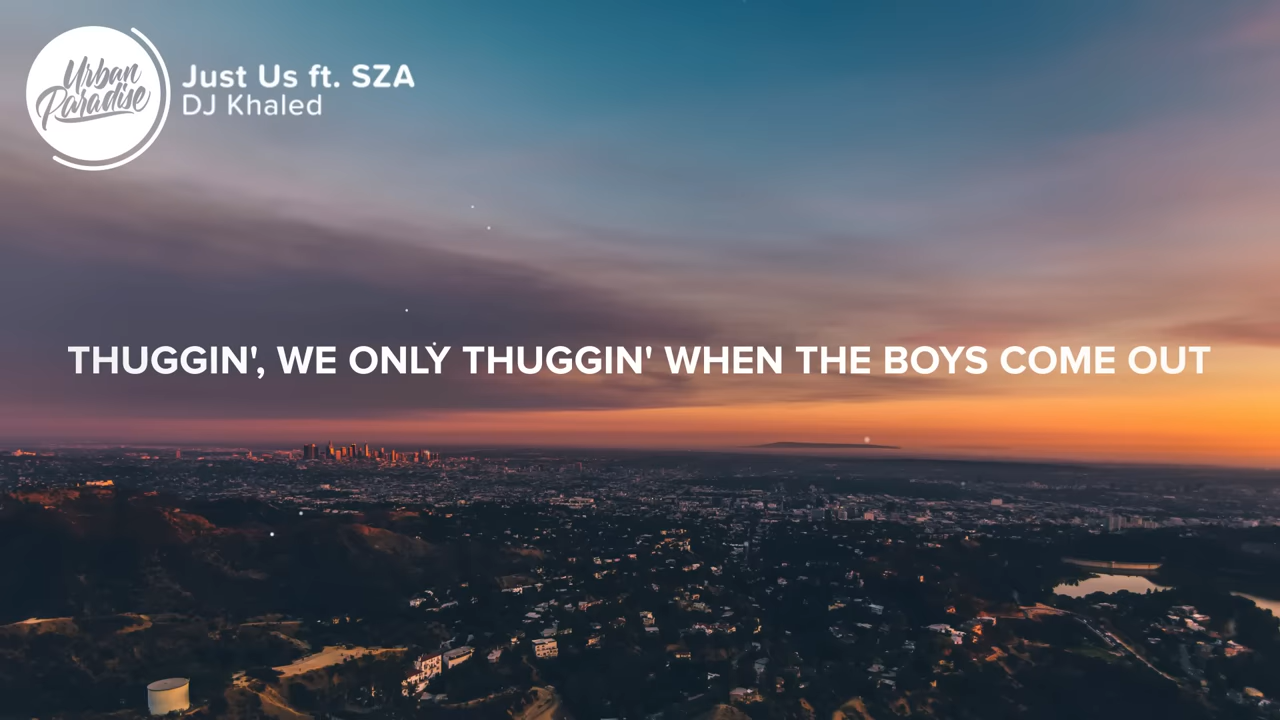 Urban
Paradise
Just Us ft. SZA
DJ Khaled
THUGGIN', WE ONLY THUGGIN' WHEN THE BOYS COME OUT